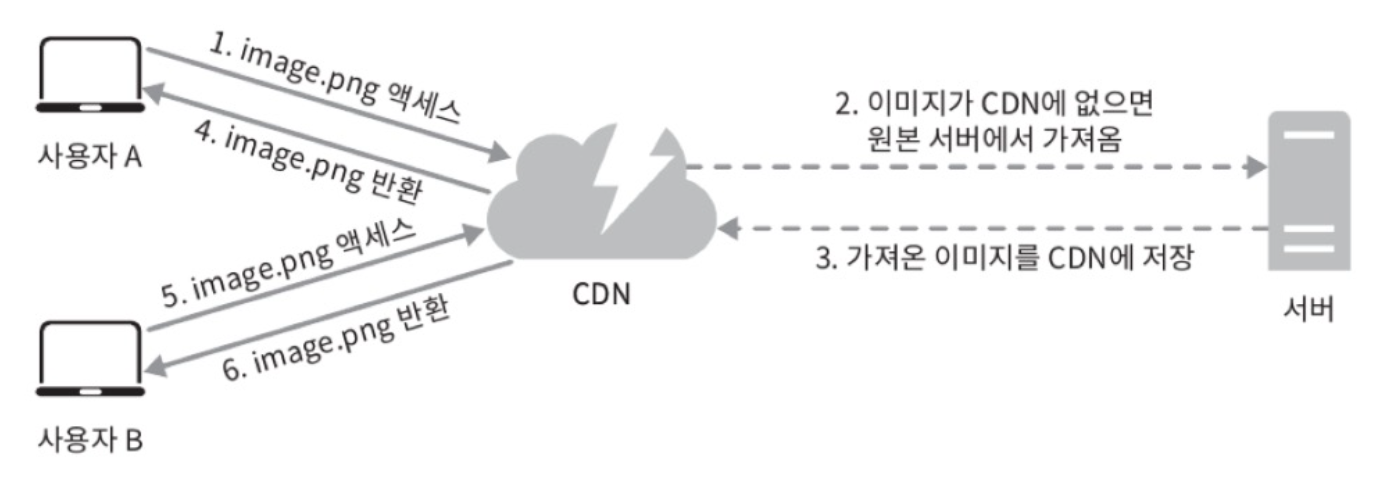 1. image.png 액세스
4. image.png 반환
사용자 A
2. 이미지가 CDN에 없으면
원본 서버에서 가져옴
3. 가져온 이미지를 CDN에 저장
CDN
서버
5. image.png 액세스
6. image.png 반환
사용자 B